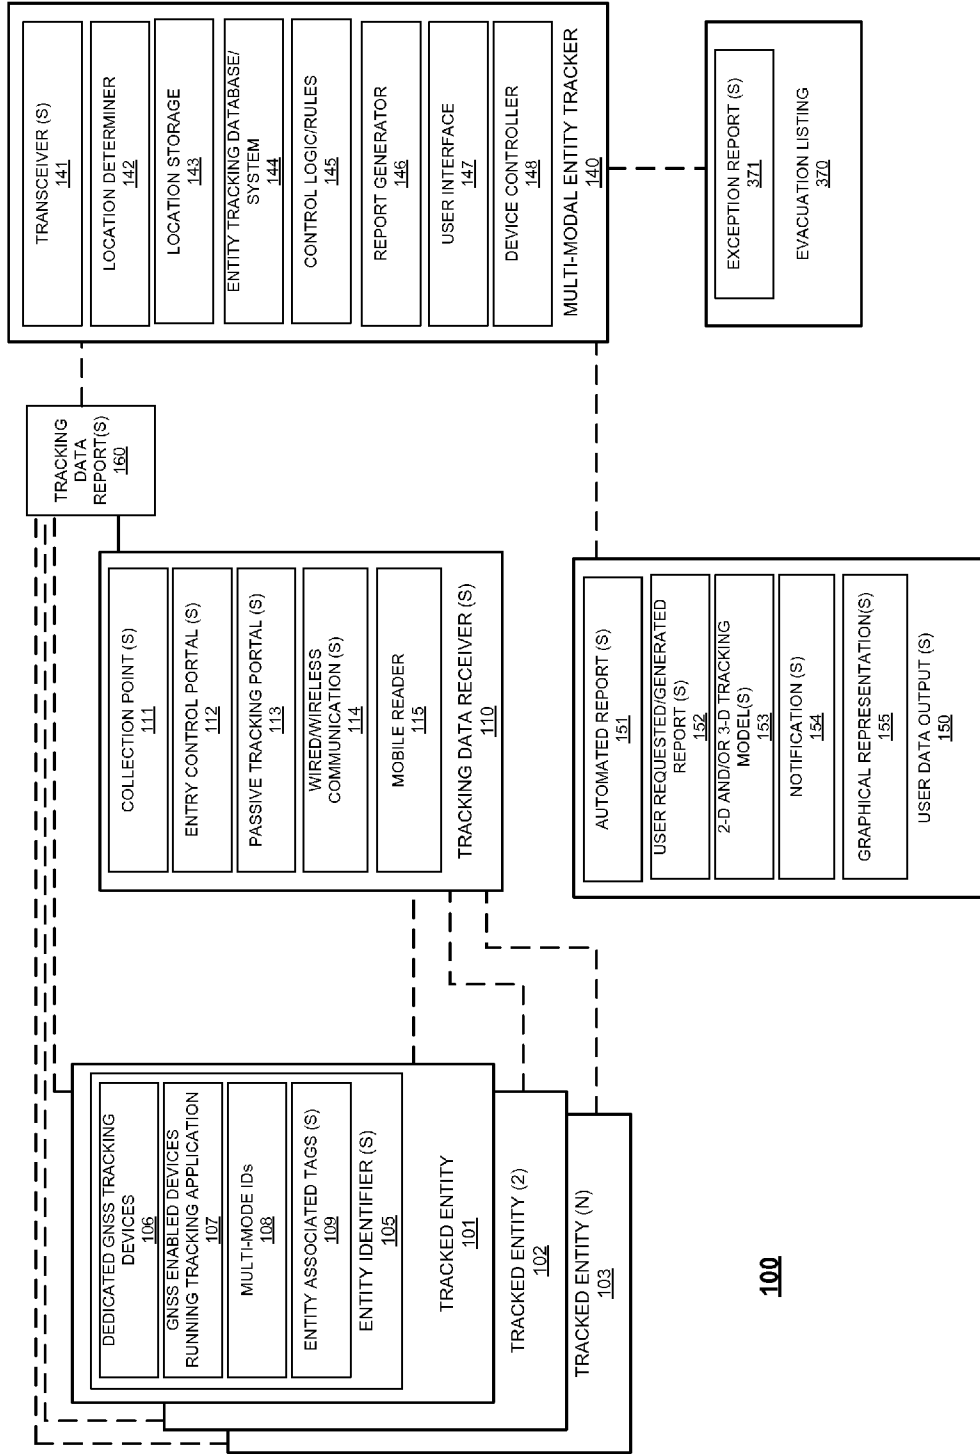 DEDICATED GNSS TRACKING
DEVICES
106
GNSS ENABLED DEVICES
RUNNING TRACKING APPLICATION
107
MULTI-MODE IDs
108
ENTITY ASSOCIATED TAGS (S)
109
ENTITY IDENTIFIER (S)
105
TRACKED ENTITY
101
TRACKED ENTITY (2)
102
TRACKED ENTITY (N)
103
100
TRACKING
DATA
REPORT(S)
160
COLLECTION POINT (S)
111
ENTRY CONTROL PORTAL (S)
112
PASSIVE TRACKING PORTAL (S)
113
WIRED/WIRELESS
COMMUNICATION (S)
114
MOBILE READER
115
TRACKING DATA RECEIVER (S)
110
AUTOMATED REPORT (S)
151
USER REQUESTED/GENERATED
REPORT (S)
152
2-D AND/OR 3-D TRACKING
MODEL(S)
153
NOTIFICATION (S)
154
GRAPHICAL REPRESENTATION(S)
155
USER DATA OUTPUT (S)
150
TRANSCEIVER (S)
141
LOCATION DETERMINER
142
LOCATION STORAGE
143
ENTITY TRACKING DATABASE/
SYSTEM
144
CONTROL LOGIC/RULES
145
REPORT GENERATOR
146
USER INTERFACE
147
DEVICE CONTROLLER
148
MULTI-MODAL ENTITY TRACKER
140
EXCEPTION REPORT (S)
371
EVACUATION LISTING
370